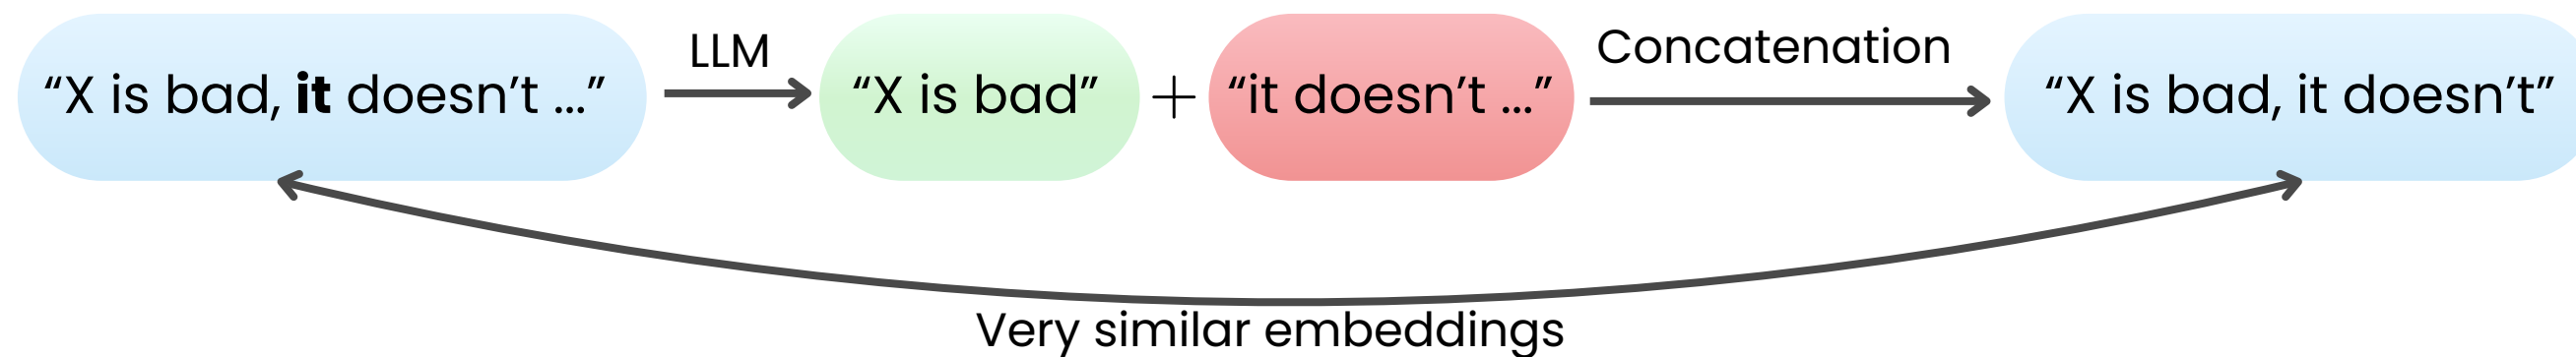 LLM
Concatenation
“X is bad, it doesn’t ...”
“X is bad”
+
“it doesn’t ...”
“X is bad, it doesn’t”
Very similar embeddings